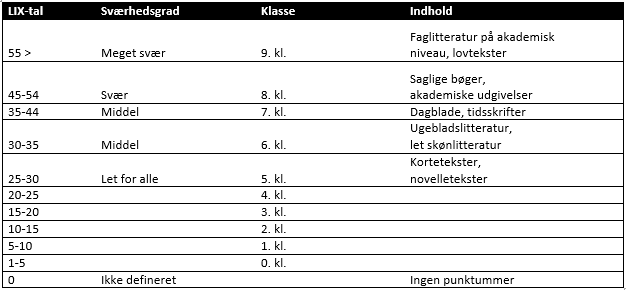 LIX-tal Sværhedsgrad Klasse Indhold
55 > Meget svær 9. kl. Faglitteratur på akademisk
niveau, lovtekster
45-54 Svær 8. kl. Saglige bøger,
akademiske udgivelser
35-44 Middel 7. kl. Dagblade, tidsskrifter
30-35 Middel 6. kl. Ugebladslitteratur,
let skønlitteratur
25-30 Let for alle 5. kl. Kortetekster,
novelletekster
20-25 4. kl.
15-20 3. kl.
10-15 2. kl.
5-10 1. kl.
1-5 0. kl.
0 Ikke defineret Ingen punktummer